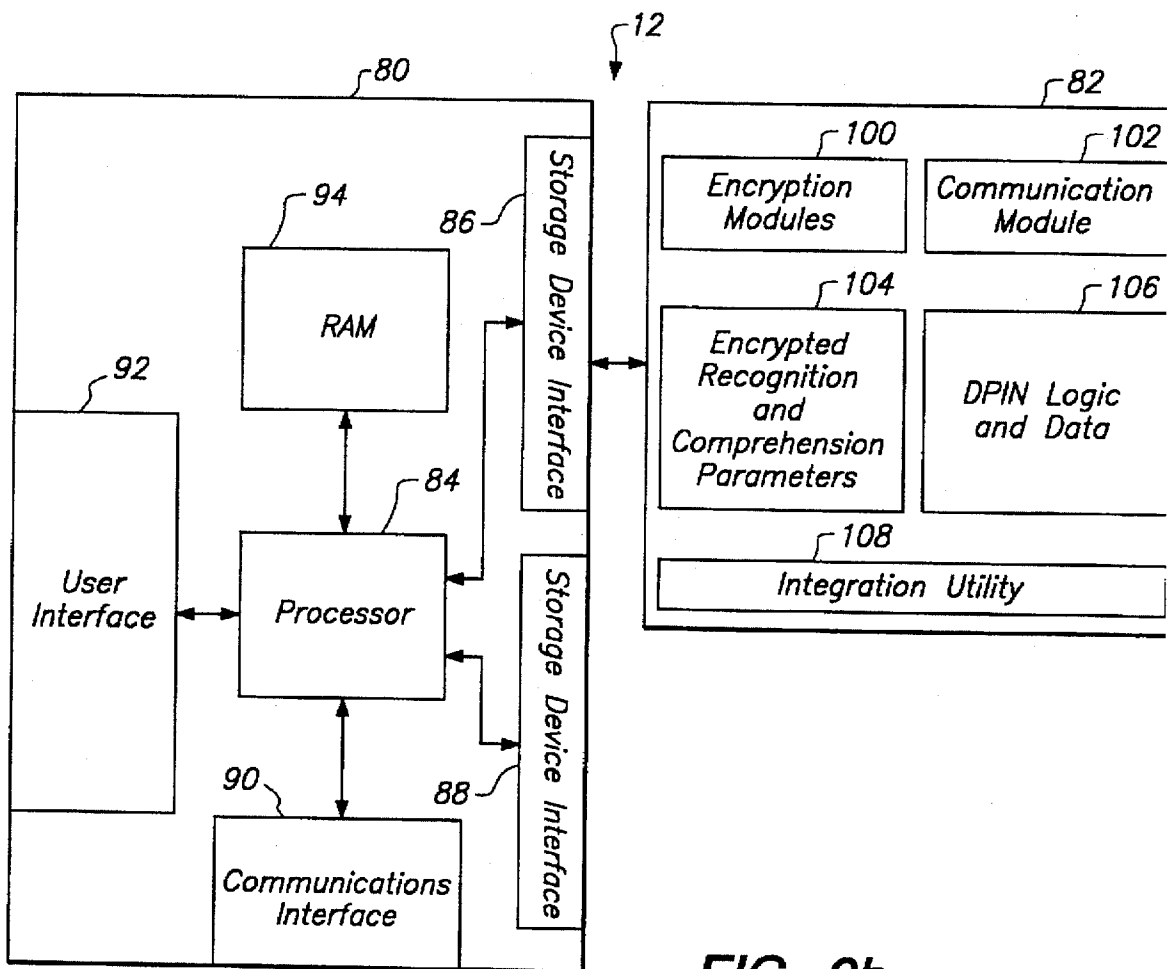 12
80
82
100
102
Encryption
Modules
Communication
Module
94
86
Storage Device Interface
104
106
RAM
Encrypted
Recognition
and
Comprehension
Parameters
DPIN Logic
and Data
92
84
108
Integration Utility
User
Interface
Processor
Storage Device Interface
88
90
Communications
Interface